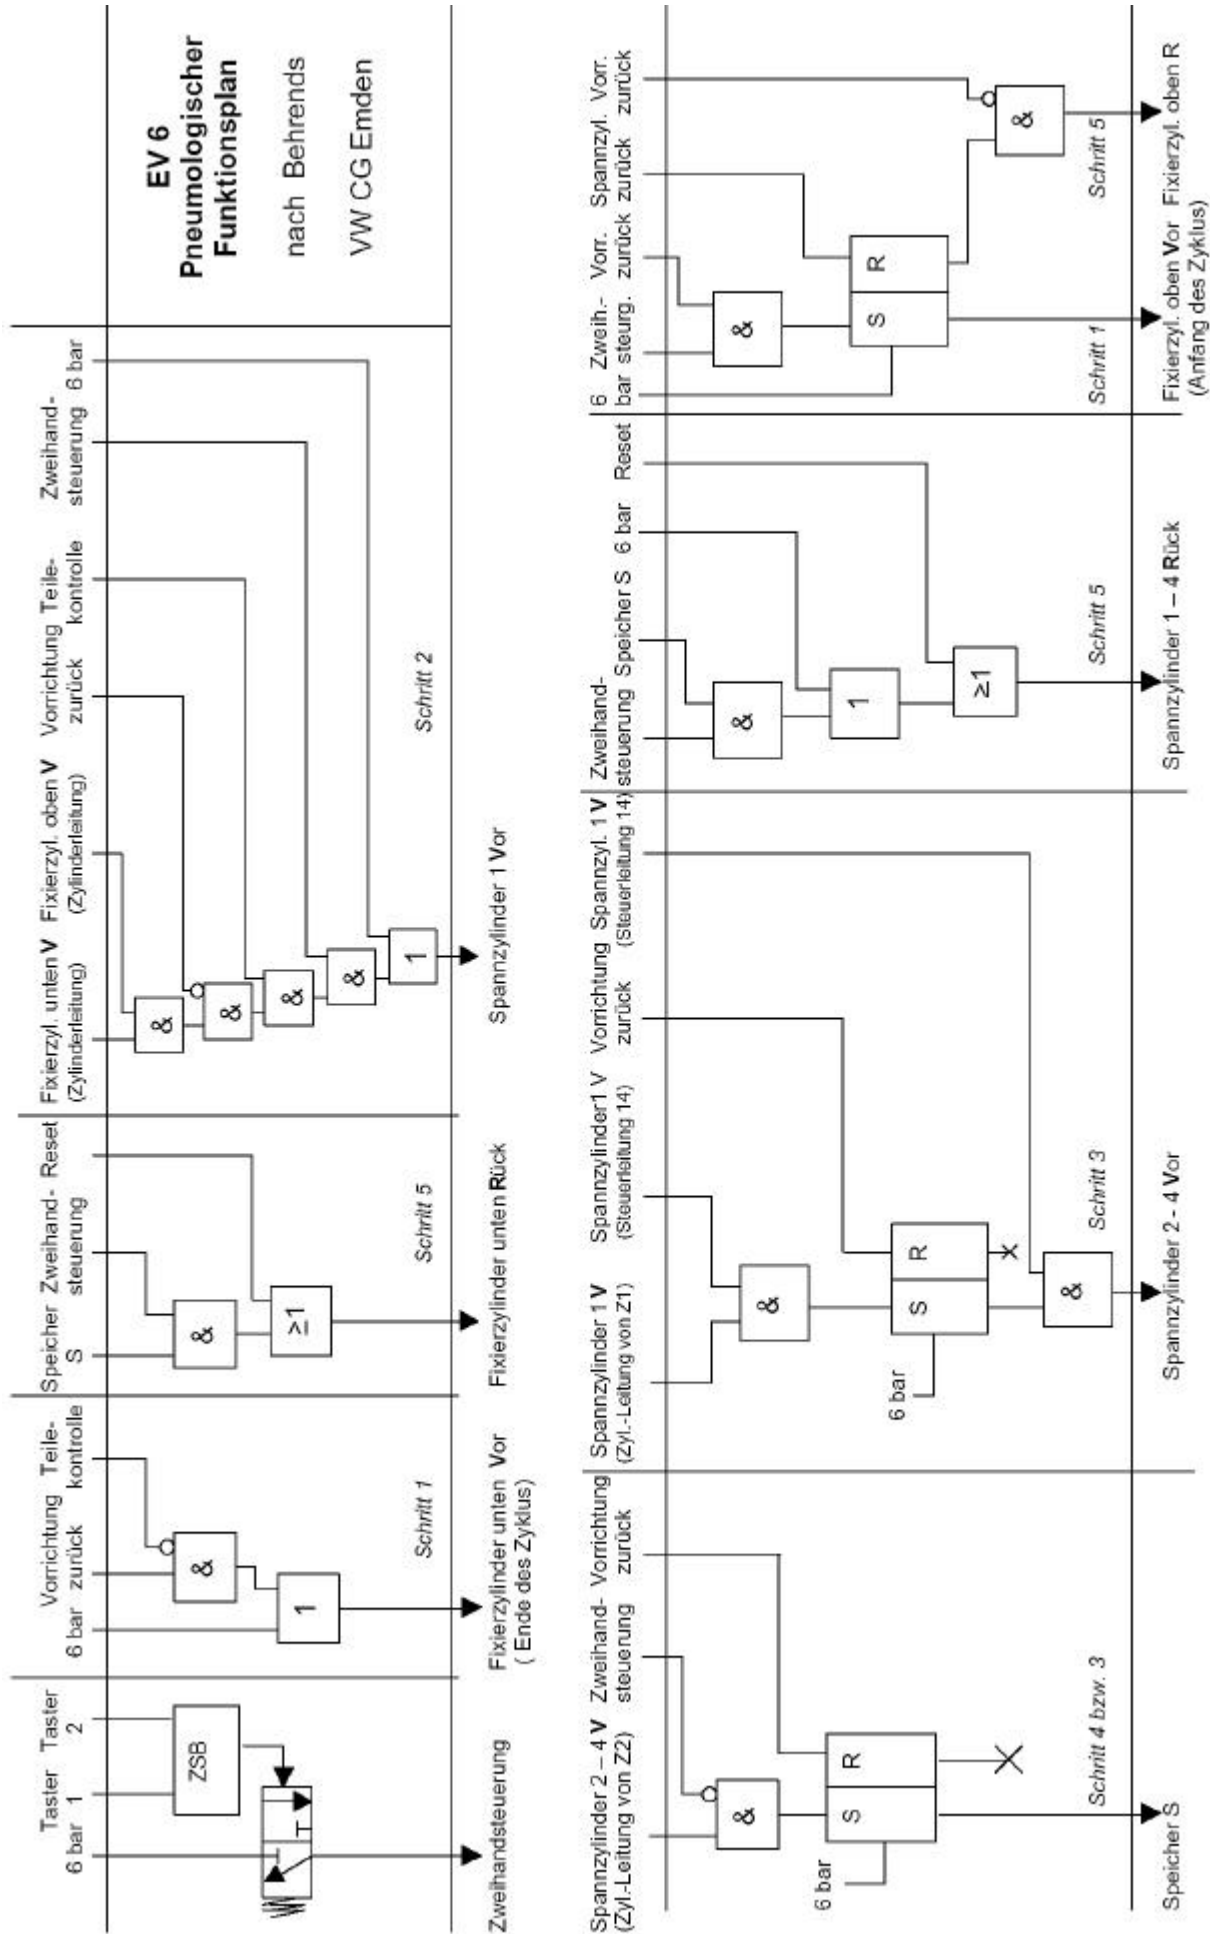 EV 6
Pneumologischer
Funktionsplan
nach Behrends
VW CG Emden
6 bar
Taster
1
Taster
2
ZSB
Zweihandsteuerung
6 bar
Vorrichtung
zurück
Teile-
kontrolle
&
1
Schritt 1
Fixierzylinder unten Vor
( Ende des Zyklus)
Speicher
S
Zweihand-
steuerung
Reset
&
≥1
Schritt 5
Fixierzylinder unten Rück
Fixierzyl. unten V
(Zylinderleitung)
Fixierzyl. oben V
(Zylinderleitung)
Vorrichtung
zurück
Teile-
kontrolle
Zweihand-
steuerung
6 bar
&
&
&
&
1
Schritt 2
Spannzylinder 1 Vor
Spannzylinder 2 – 4 V
(Zyl.-Leitung von Z2)
Zweihand-
steuerung
Vorrichtung
zurück
&
S
R
6 bar
Schritt 4 bzw. 3
Speicher S
Spannzylinder 1 V
(Zyl.-Leitung von Z1)
Spannzylinder1 V
(Steuerleitung 14)
Vorrichtung
zurück
Spannzyl. 1 V
(Steuerleitung 14)
&
S
R
6 bar
&
Schritt 3
Spannzylinder 2 - 4 Vor
Zweihand-
steuerung
Speicher S
6 bar
Reset
&
1
≥1
Schritt 5
Spannzylinder 1 – 4 Rück
6
bar
Zweih.-
steurg.
Vorr.
zurück
Spannzyl.
zurück
Vorr.
zurück
&
S
R
&
Schritt 1
Schritt 5
Fixierzyl. oben Vor
(Anfang des Zyklus)
Fixierzyl. oben R